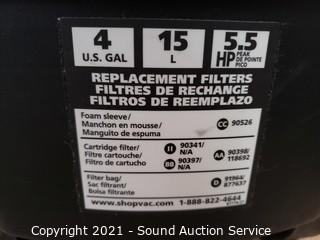 4 U.S. GAL
15 L
5.5 HP PEAK DE POINTE PICO
REPLACEMENT FILTERS
FILTRES DE RECHANGE
FILTROS DE REEMPLAZO
Foam sleeve/
Manchon en mousse/
Manguito de espuma
CC 90526
Cartridge filter/
Filtre cartouche/
Filtro de cartucho
H 90341/ N/A
BB 90397/ N/A
AA 90398/ 118692
Filter bag/
Sac filtrant/
Bolsa filtrante
D 91964/ 877637
www.shopvac.com 1-888-822-4644
Copyright 2021 - Sound Auction Service